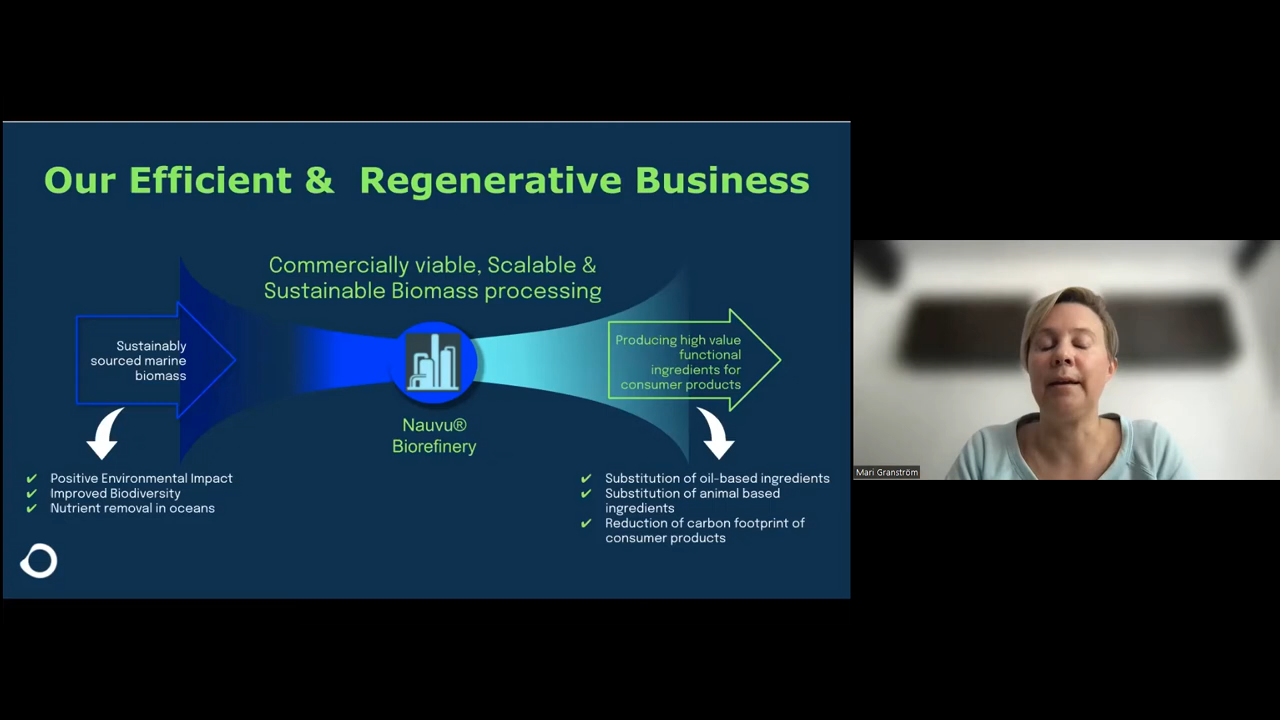 Our Efficient & Regenerative Business
Commercially viable, Scalable &
Sustainable Biomass processing
Sustainably
sourced marine
biomass
Producing high value
functional
ingredients for
consumer products
Nauvu®
Biorefinery
✔ Positive Environmental Impact
✔ Improved Biodiversity
✔ Nutrient removal in oceans
✔ Substitution of oil-based ingredients
✔ Substitution of animal based
ingredients
✔ Reduction of carbon footprint of
consumer products
Mari Granström